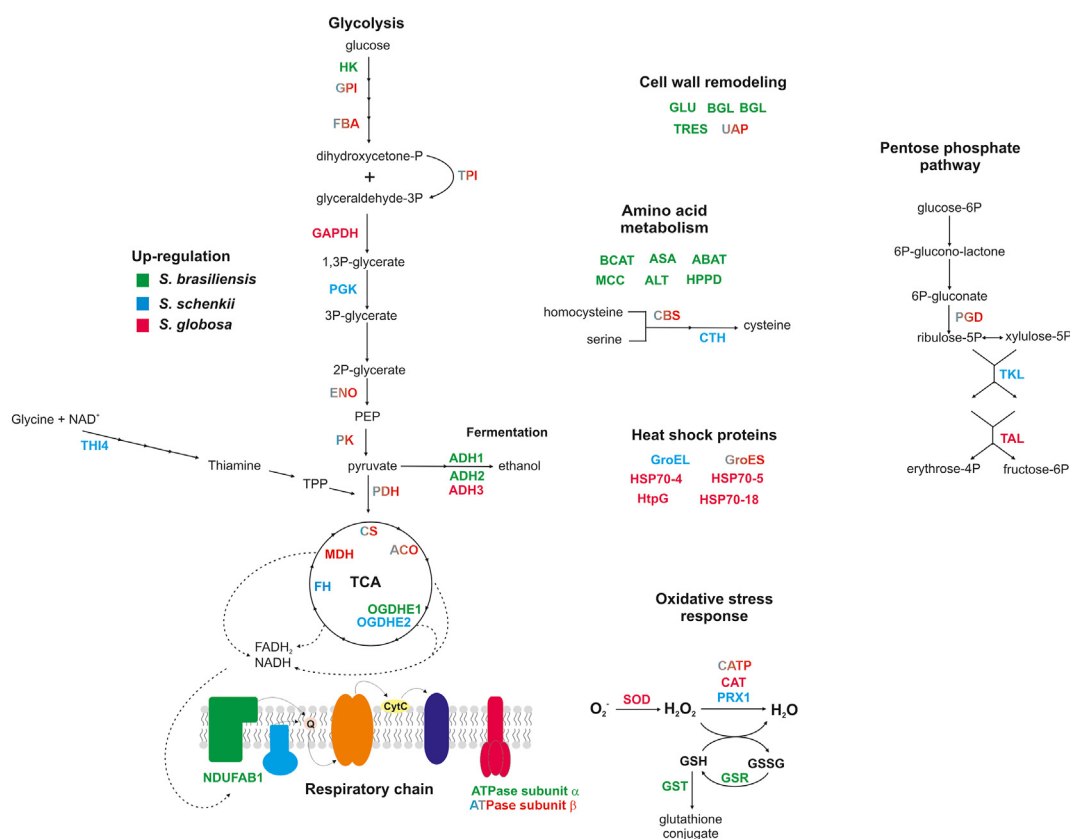 Glycolysis
glucose
HK
GPI
FBA
dihydroxycetone-P
+
TPI
glyceraldehyde-3P
GAPDH
1,3P-glycerate
PGK
3P-glycerate
2P-glycerate
ENO
PEP
PK
pyruvate
PDH
Up-regulation
S. brasiliensis
S. schenkii
S. globosa
Glycine + NAD⁺
THI4
Thiamine
TPP
Fermentation
ADH1
ADH2
ADH3
ethanol
CS
ACO
MDH
FH
TCA
OGDHE1
OGDHE2
FADH₂
NADH
Q
CytC
NDUFAB1
Respiratory chain
ATPase subunit α
ATPase subunit β
Cell wall remodeling
GLU BGL BGL
TRES UAP
Amino acid
metabolism
BCAT ASA ABAT
MCC ALT HPPD
homocysteine
serine
CBS
CTH
cysteine
Heat shock proteins
GroEL GroES
HSP70-4 HSP70-5
HtpG HSP70-18
Oxidative stress
response
O₂⁻
SOD
H₂O₂
CATP
CAT
PRX1
H₂O
GSH
GSSG
GSR
GST
glutathione
conjugate
Pentose phosphate
pathway
glucose-6P
6P-glucono-lactone
6P-gluconate
PGD
ribulose-5P
xylulose-5P
TKL
TAL
erythrose-4P
fructose-6P